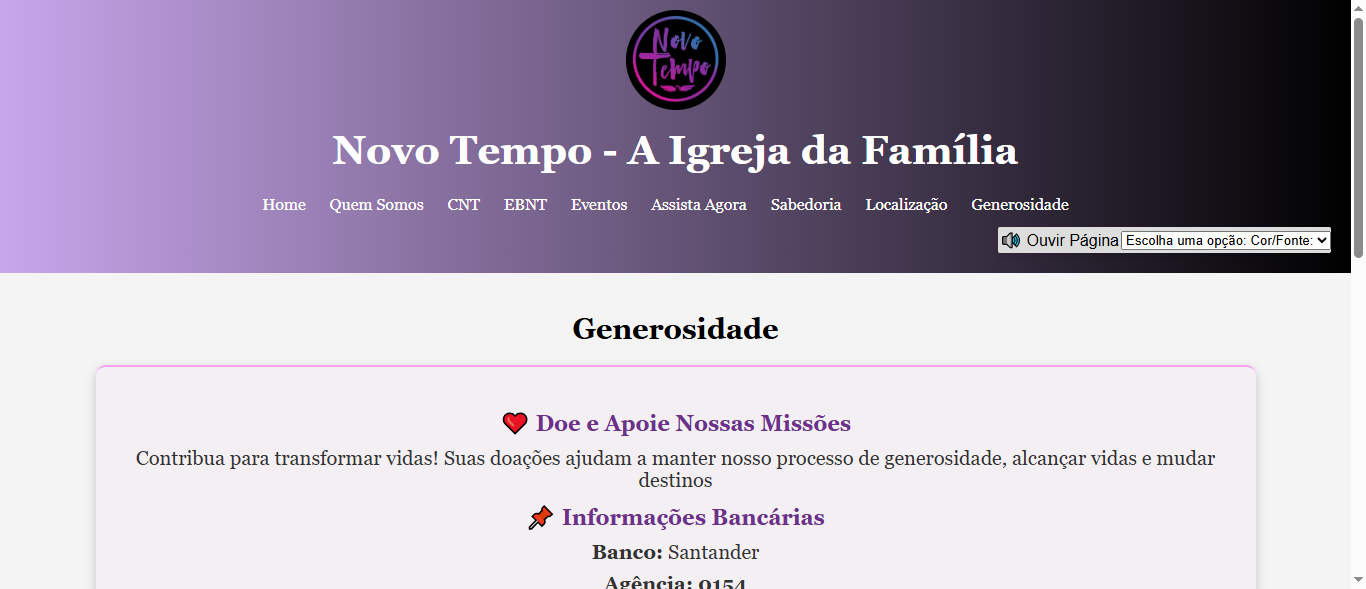 Novo
Tempo
Novo Tempo - A Igreja da Família
Home Quem Somos CNT EBNT Eventos Assista Agora Sabedoria Localização Generosidade
Ouvir Página Escolha uma opção: Cor/Fonte:
Generosidade
Doe e Apoie Nossas Missões
Contribua para transformar vidas! Suas doações ajudam a manter nosso processo de generosidade, alcançar vidas e mudar
destinos
Informações Bancárias
Banco: Santander
Agência: 0154